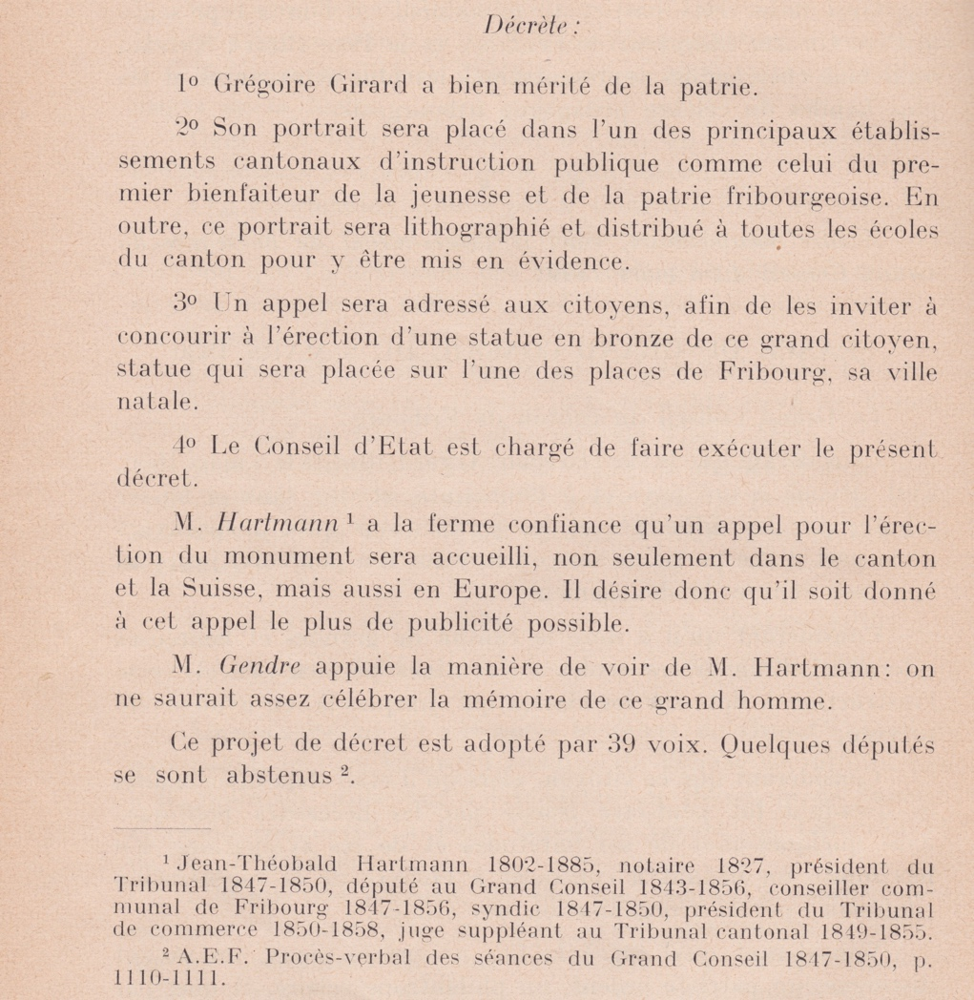 Décrète :
1º Grégoire Girard a bien mérité de la patrie.
2º Son portrait sera placé dans l'un des principaux établis-
sements cantonaux d'instruction publique comme celui du pre-
mier bienfaiteur de la jeunesse et de la patrie fribourgeoise. En
outre, ce portrait sera lithographié et distribué à toutes les écoles
du canton pour y être mis en évidence.
3º Un appel sera adressé aux citoyens, afin de les inviter à
concourir à l'érection d'une statue en bronze de ce grand citoyen,
statue qui sera placée sur l'une des places de Fribourg, sa ville
natale.
4º Le Conseil d'Etat est chargé de faire exécuter le présent
décret.
M. Hartmann ¹ a la ferme confiance qu'un appel pour l'érec-
tion du monument sera accueilli, non seulement dans le canton
et la Suisse, mais aussi en Europe. Il désire donc qu'il soit donné
à cet appel le plus de publicité possible.
M. Gendre appuie la manière de voir de M. Hartmann: on
ne saurait assez célébrer la mémoire de ce grand homme.
Ce projet de décret est adopté par 39 voix. Quelques députés
se sont abstenus ².
¹ Jean-Théobald Hartmann 1802-1885, notaire 1827, président du
Tribunal 1847-1850, député au Grand Conseil 1843-1856, conseiller com-
munal de Fribourg 1847-1856, syndic 1847-1850, président du Tribunal
de commerce 1850-1858, juge suppléant au Tribunal cantonal 1849-1855.
² A.E.F. Procès-verbal des séances du Grand Conseil 1847-1850, p.
1110-1111.